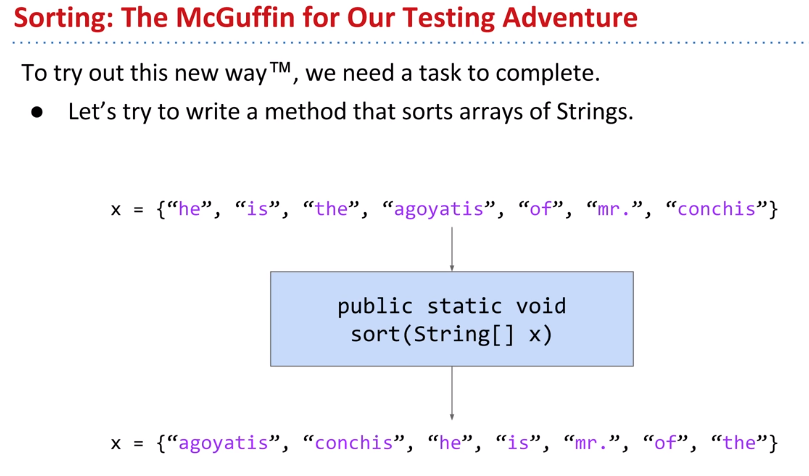 Sorting: The McGuffin for Our Testing Adventure
To try out this new way™, we need a task to complete.
● Let’s try to write a method that sorts arrays of Strings.
x = {“he”, “is”, “the”, “agoyatis”, “of”, “mr.”, “conchis”}
public static void
sort(String[] x)
x = {“agoyatis”, “conchis”, “he”, “is”, “mr.”, “of”, “the”}